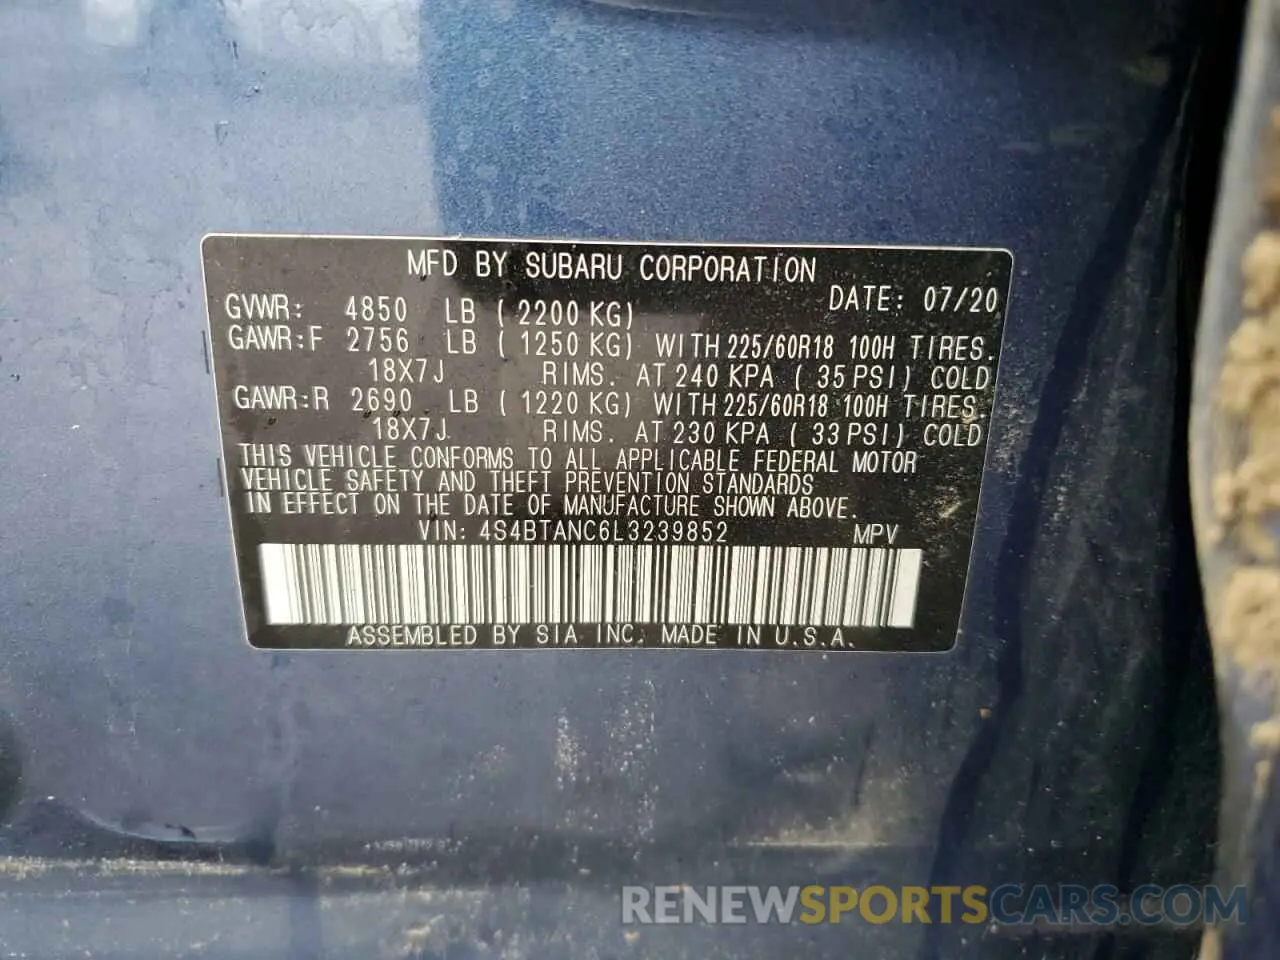 MFD BY SUBARU CORPORATION
DATE: 07/20
GVWR: 4850 LB (2200 KG)
GAWR:F 2756 LB (1250 KG) WITH 225/60R18 100H TIRES.
18X7J RIMS. AT 240 KPA (35 PSI) COLD
GAWR:R 2690 LB (1220 KG) WITH 225/60R18 100H TIRES.
18X7J RIMS. AT 230 KPA (33 PSI) COLD
THIS VEHICLE CONFORMS TO ALL APPLICABLE FEDERAL MOTOR
VEHICLE SAFETY AND THEFT PREVENTION STANDARDS
IN EFFECT ON THE DATE OF MANUFACTURE SHOWN ABOVE.
VIN: 4S4BTANC6L3239852 MPV
ASSEMBLED BY SIA INC. MADE IN U.S.A.
RENEWSPORTSCARS.COM